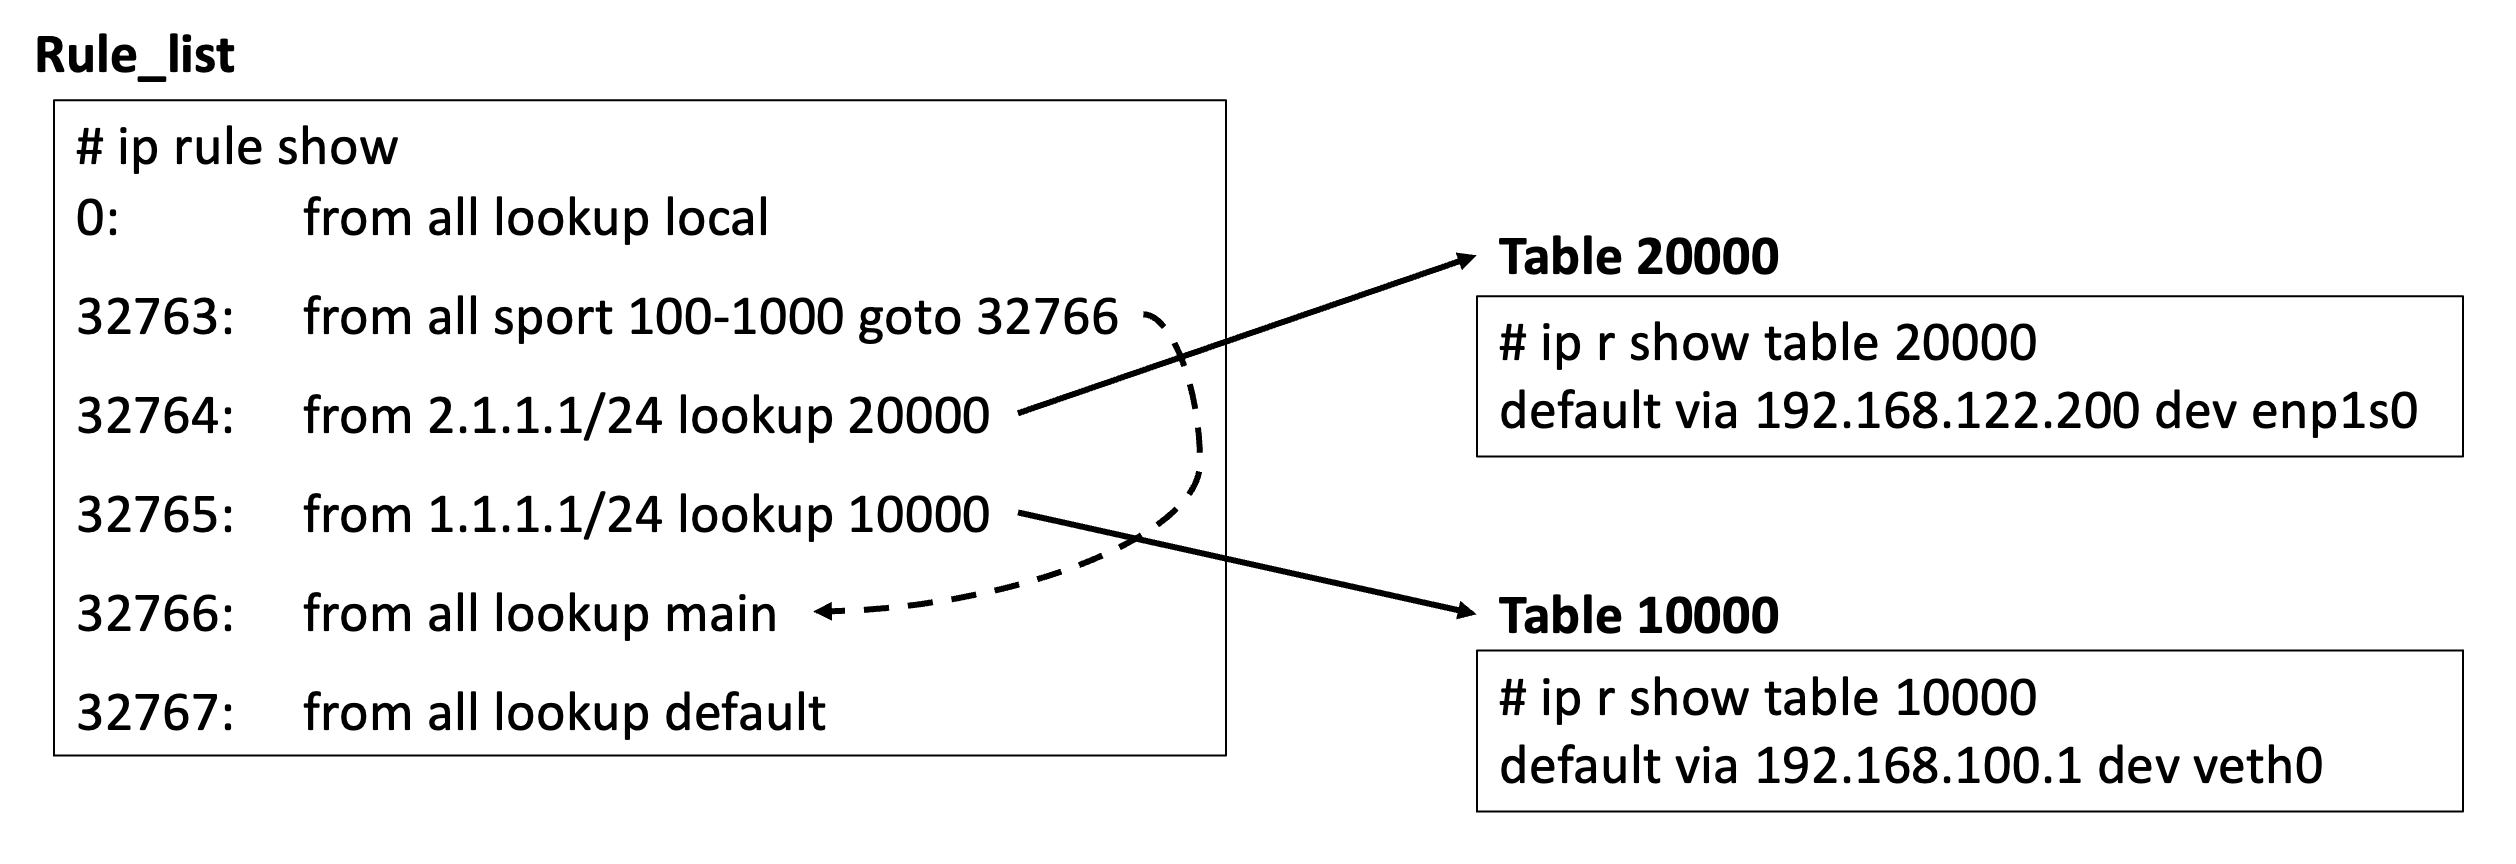 Rule_list
# ip rule show
0: from all lookup local
32763: from all sport 100-1000 goto 32766
32764: from 2.1.1.1/24 lookup 20000
32765: from 1.1.1.1/24 lookup 10000
32766: from all lookup main
32767: from all lookup default
Table 20000
# ip r show table 20000
default via 192.168.122.200 dev enp1s0
Table 10000
# ip r show table 10000
default via 192.168.100.1 dev veth0